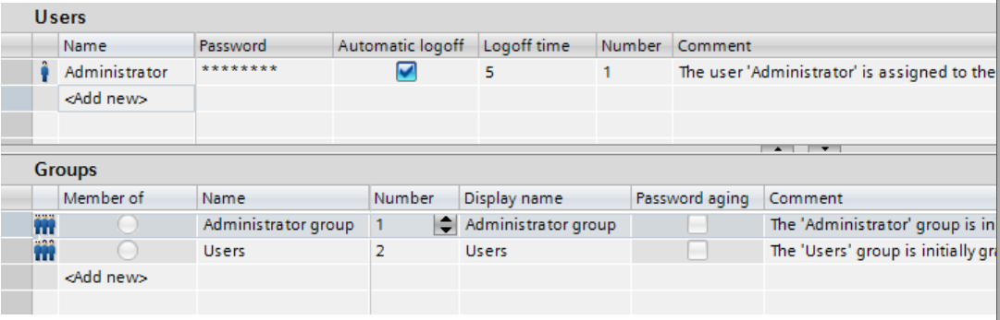 Users
Name Password Automatic logoff Logoff time Number Comment
Administrator ******** 5 1 The user 'Administrator' is assigned to the
<Add new>
Groups
Member of Name Number Display name Password aging Comment
Administrator group 1 Administrator group The 'Administrator' group is in
Users 2 Users The 'Users' group is initially gra
<Add new>